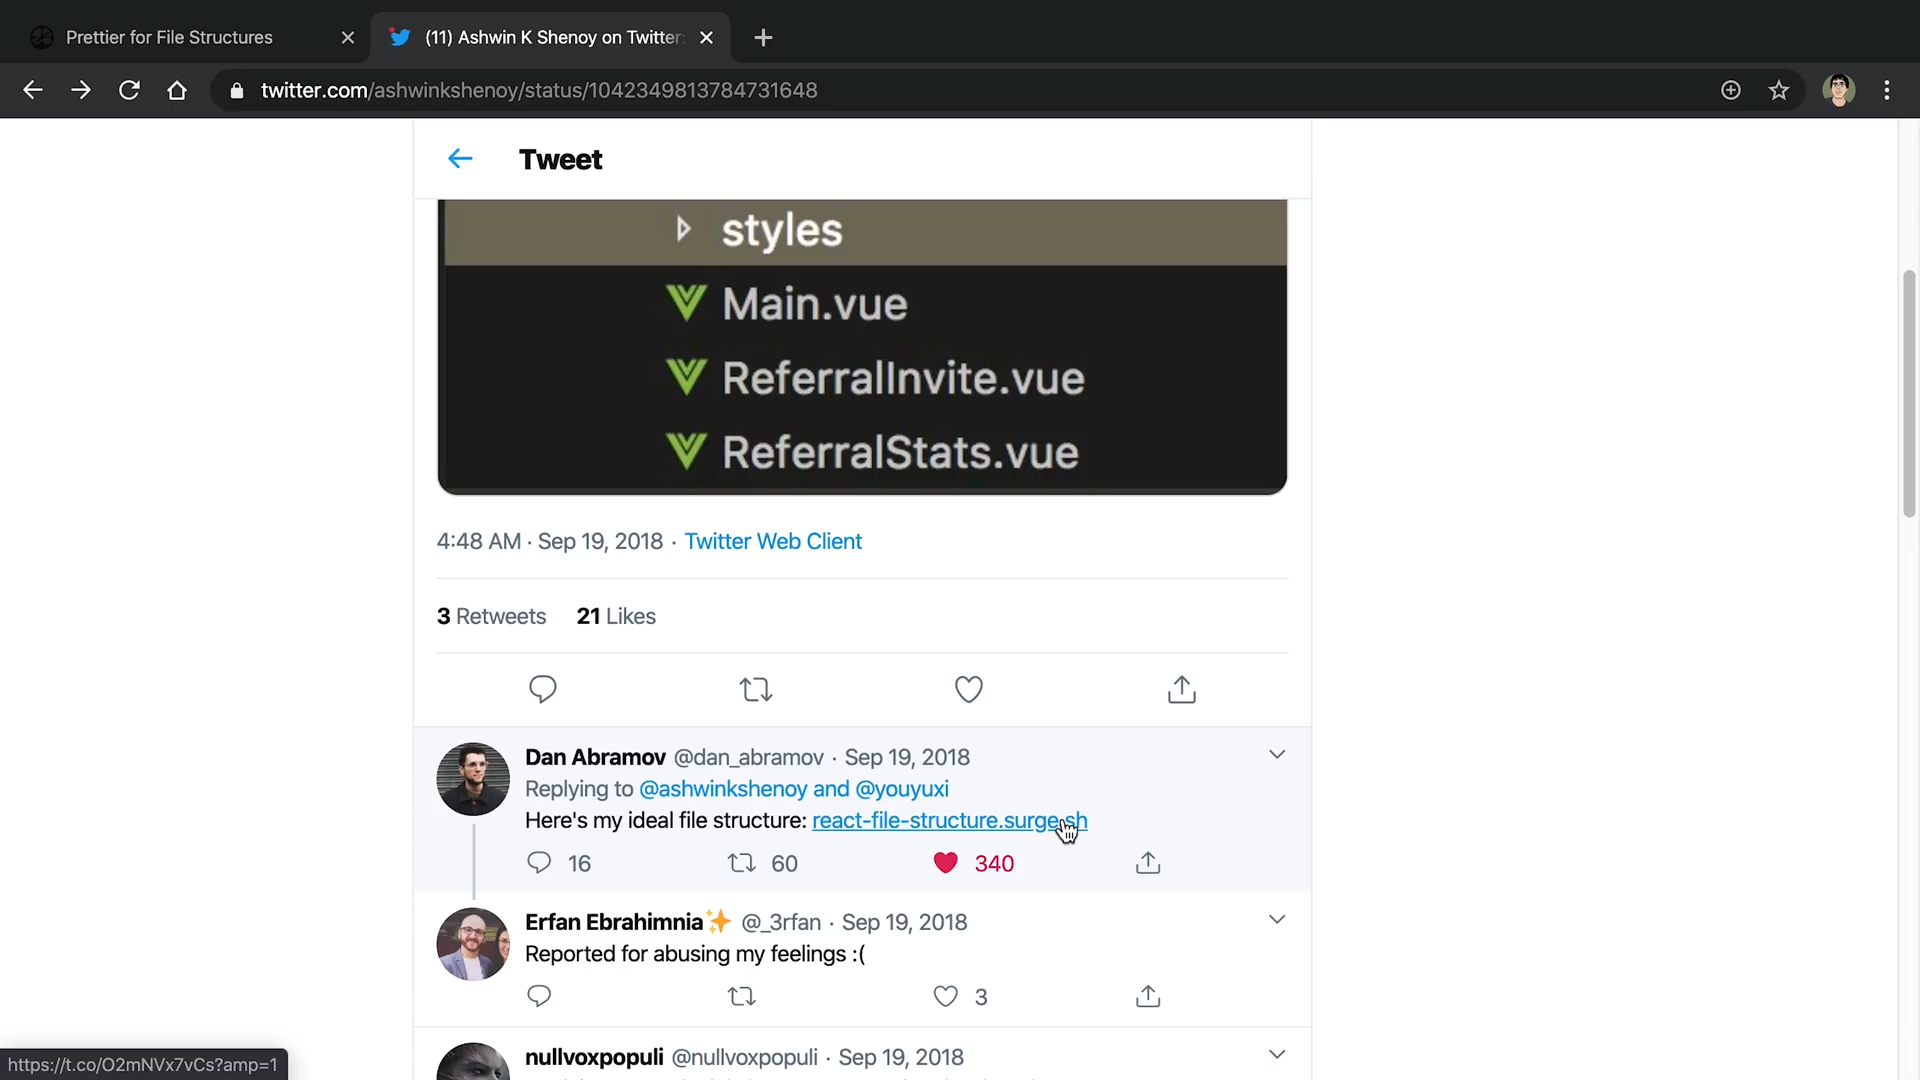 Prettier for File Structures
(11) Ashwin K Shenoy on Twitter:
twitter.com/ashwinkshenoy/status/1042349813784731648
Tweet
styles
Main.vue
ReferralInvite.vue
ReferralStats.vue
4:48 AM · Sep 19, 2018 · Twitter Web Client
3 Retweets 21 Likes
Dan Abramov @dan_abramov · Sep 19, 2018
Replying to @ashwinkshenoy and @youyuxi
Here's my ideal file structure: react-file-structure.surge.sh
16 60 340
Erfan Ebrahimnia✨ @_3rfan · Sep 19, 2018
Reported for abusing my feelings :(
3
nullvoxpopuli @nullvoxpopuli · Sep 19, 2018
https://t.co/O2mNVx7vCs?amp=1